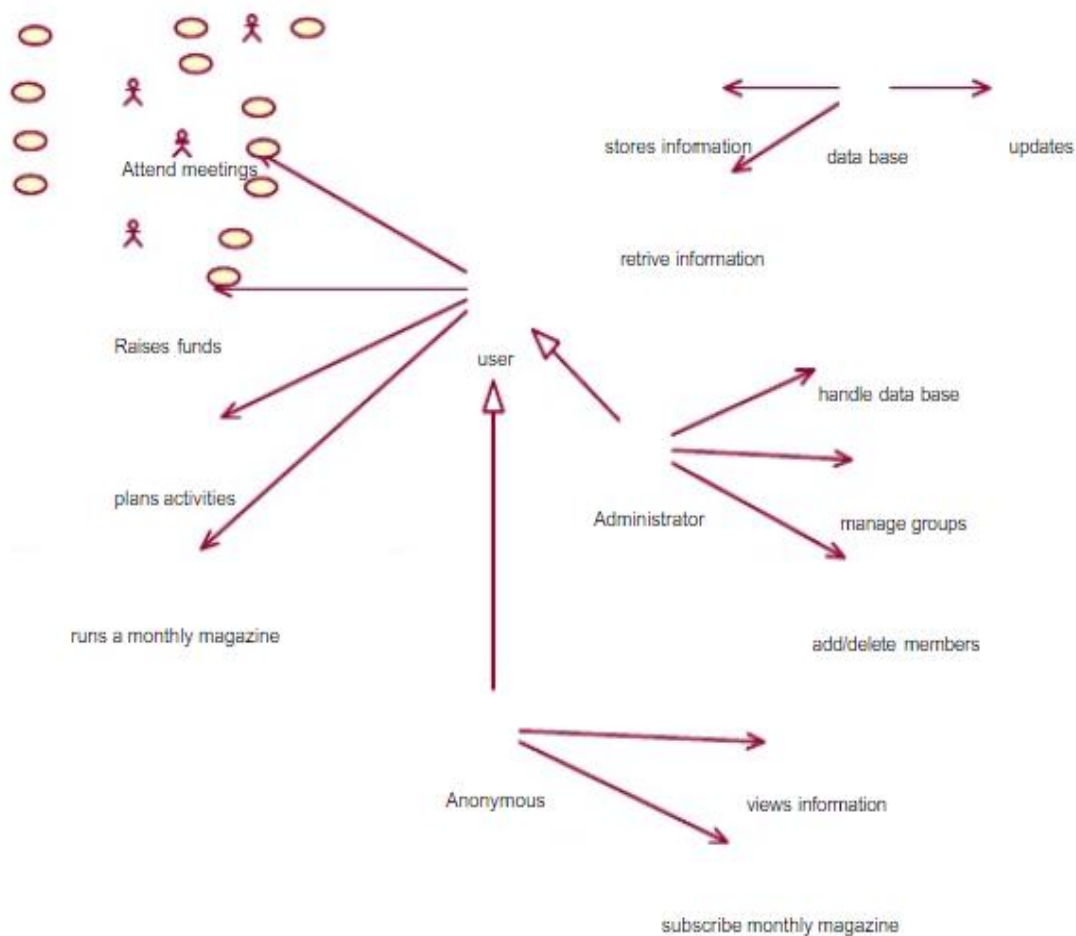 stores information
data base
updates
Attend meetings
retrive information
Raises funds
user
handle data base
plans activities
Administrator
manage groups
runs a monthly magazine
add/delete members
Anonymous
views information
subscribe monthly magazine